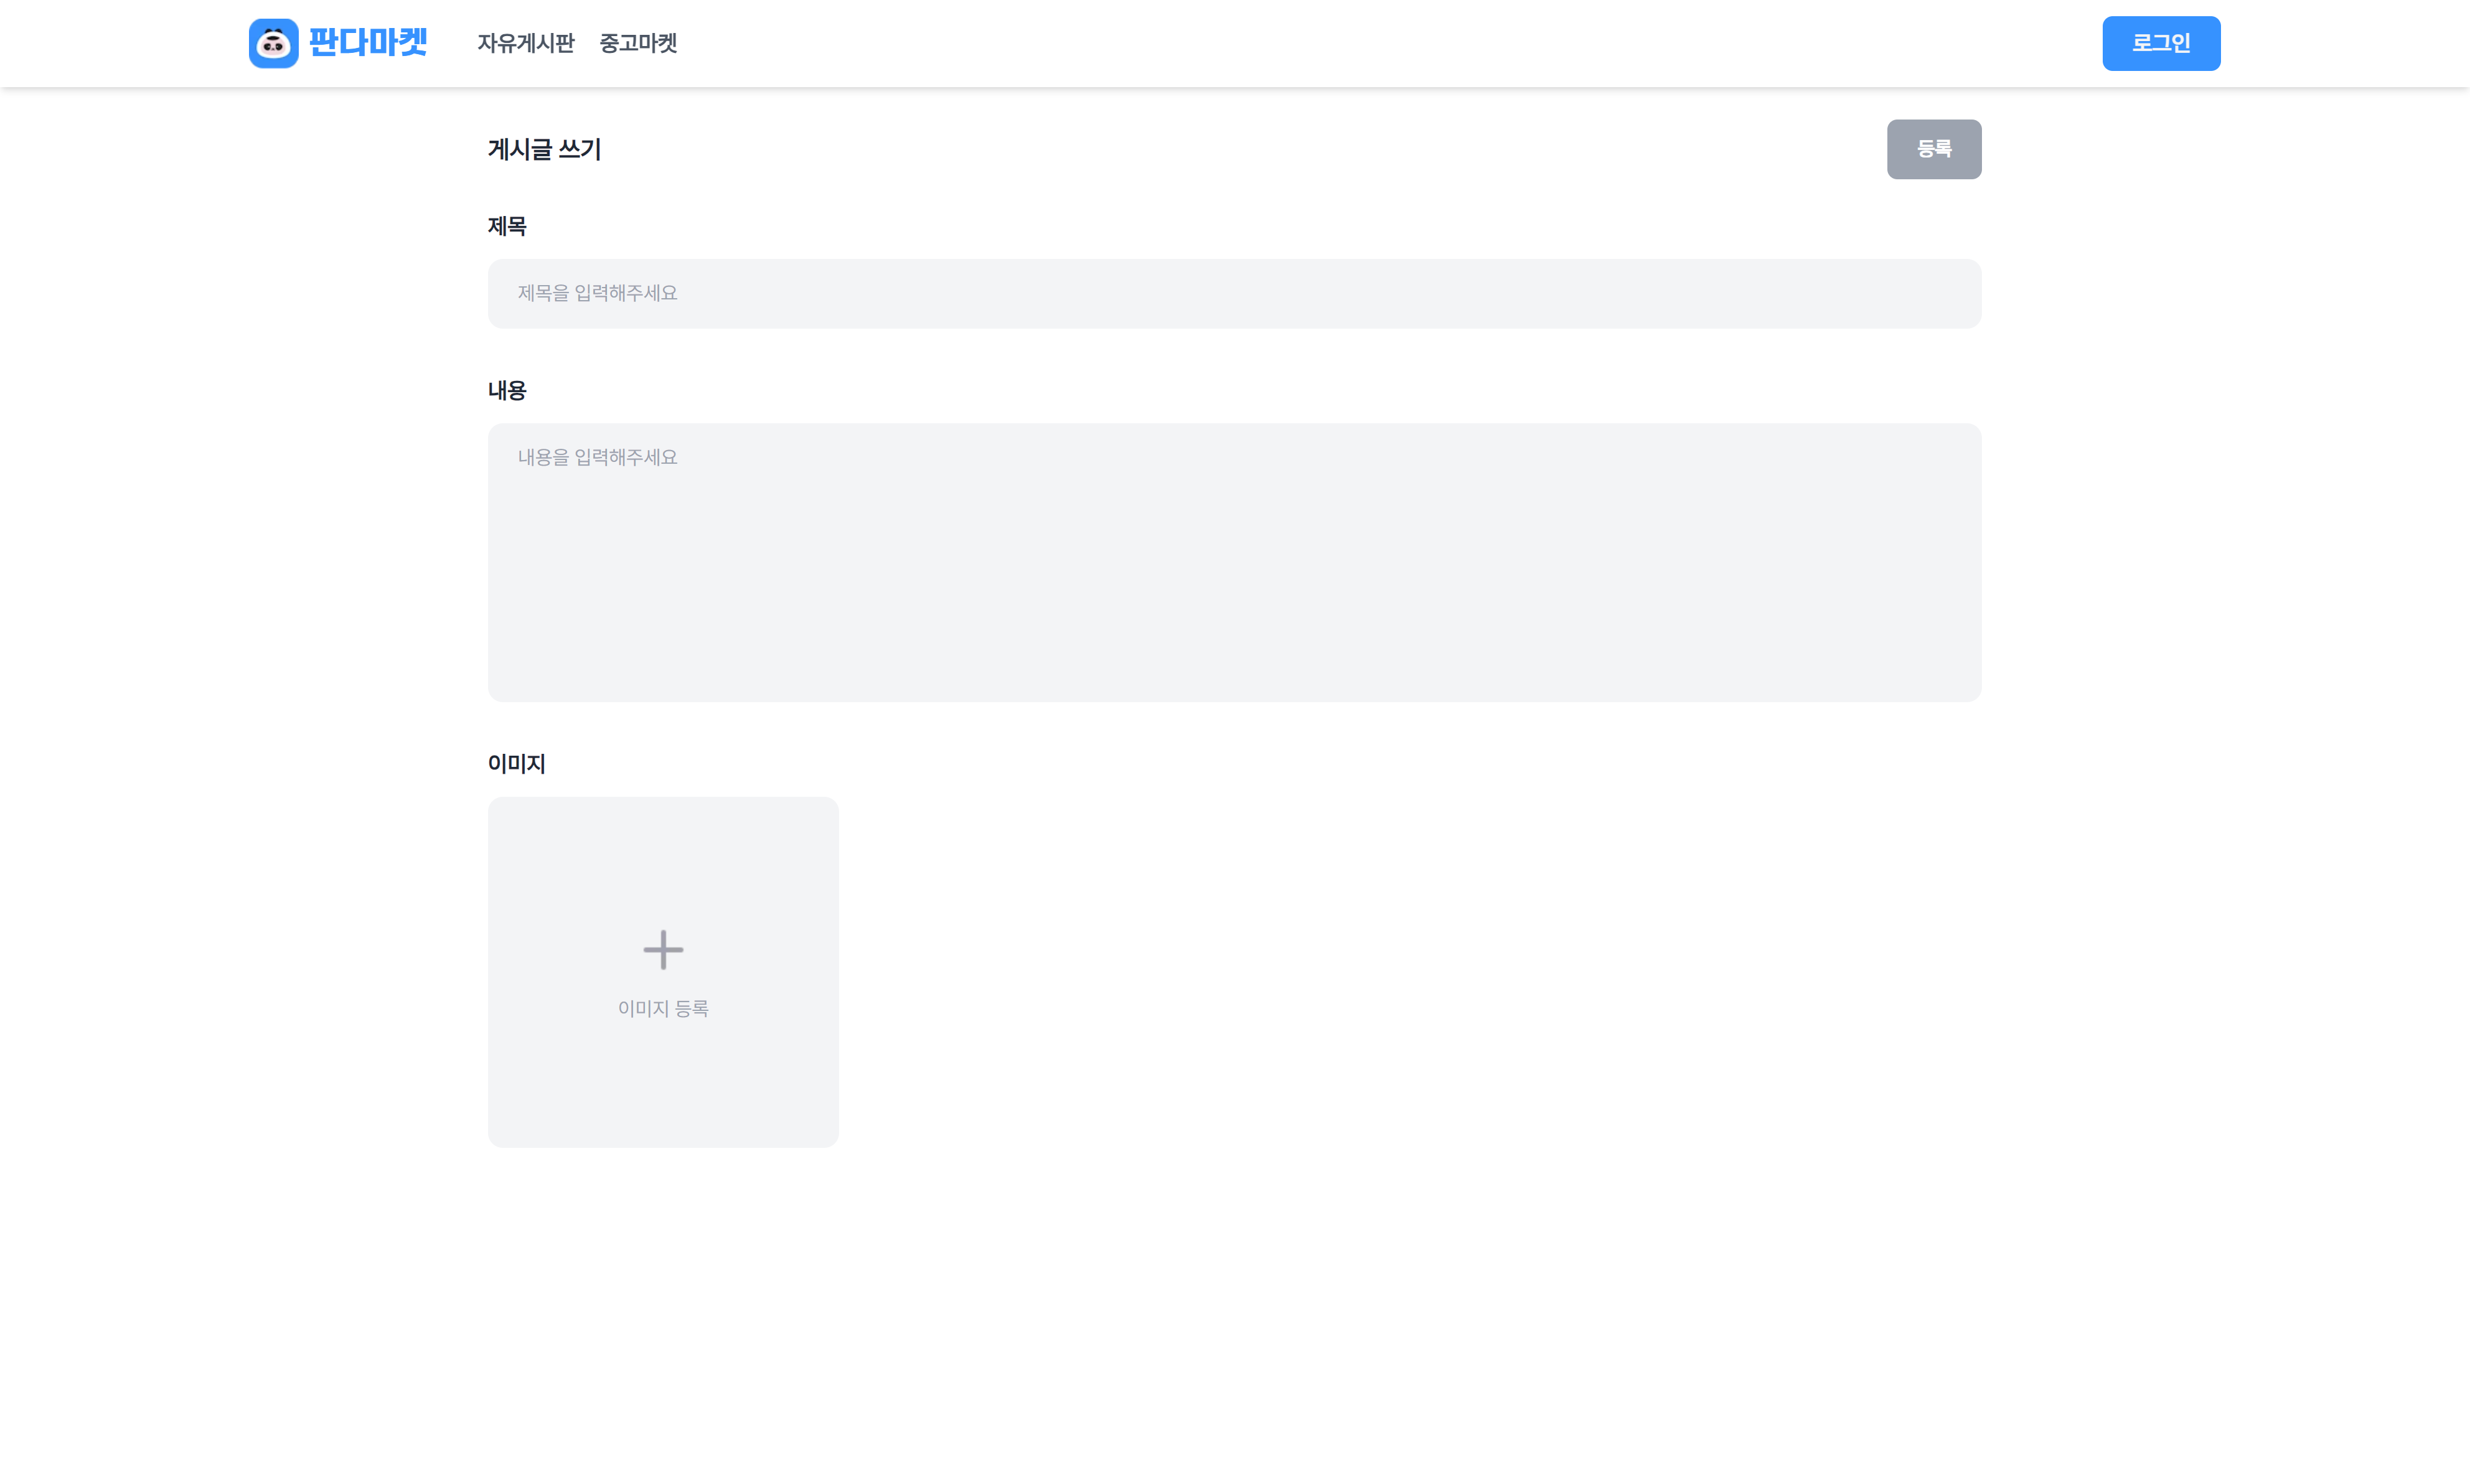 판다마켓 자유게시판 중고마켓 로그인
게시글 쓰기 등록
제목
제목을 입력해주세요
내용
내용을 입력해주세요
이미지
이미지 등록